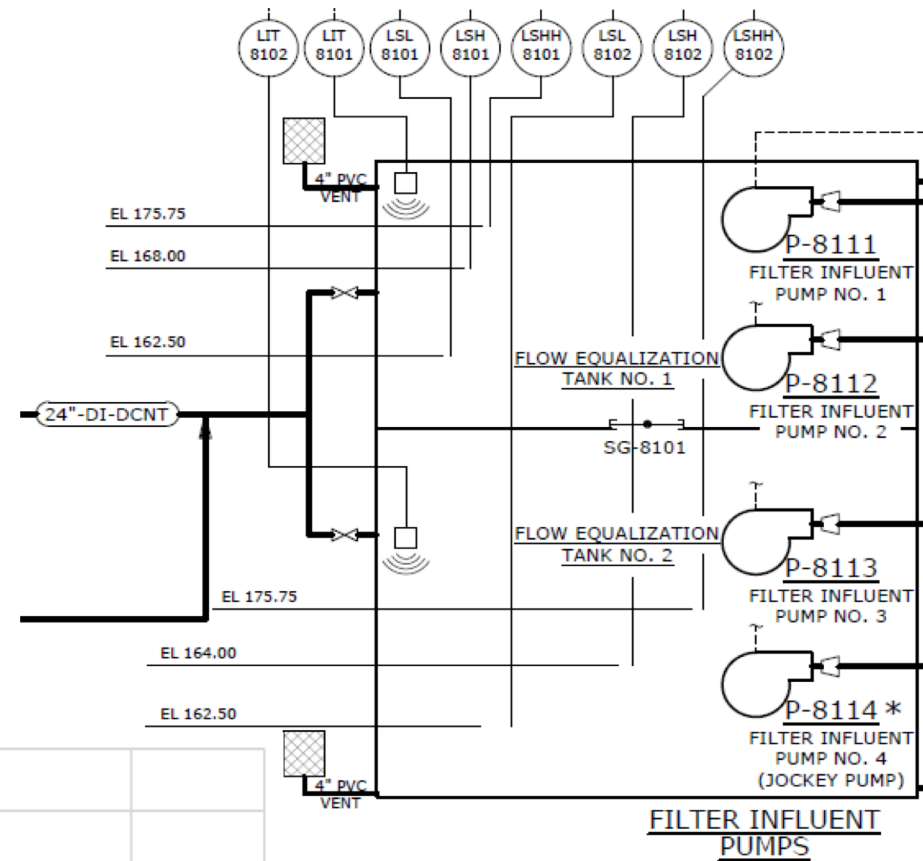 LIT
8102
LIT
8101
LSL
8101
LSH
8101
LSHH
8101
LSL
8102
LSH
8102
LSHH
8102
4" PVC
VENT
EL 175.75
EL 168.00
EL 162.50
24"-DI-DCNT
P-8111
FILTER INFLUENT
PUMP NO. 1
FLOW EQUALIZATION
TANK NO. 1
P-8112
FILTER INFLUENT
PUMP NO. 2
SG-8101
FLOW EQUALIZATION
TANK NO. 2
P-8113
FILTER INFLUENT
PUMP NO. 3
EL 175.75
EL 164.00
EL 162.50
P-8114 *
FILTER INFLUENT
PUMP NO. 4
(JOCKEY PUMP)
4" PVC
VENT
FILTER INFLUENT
PUMPS